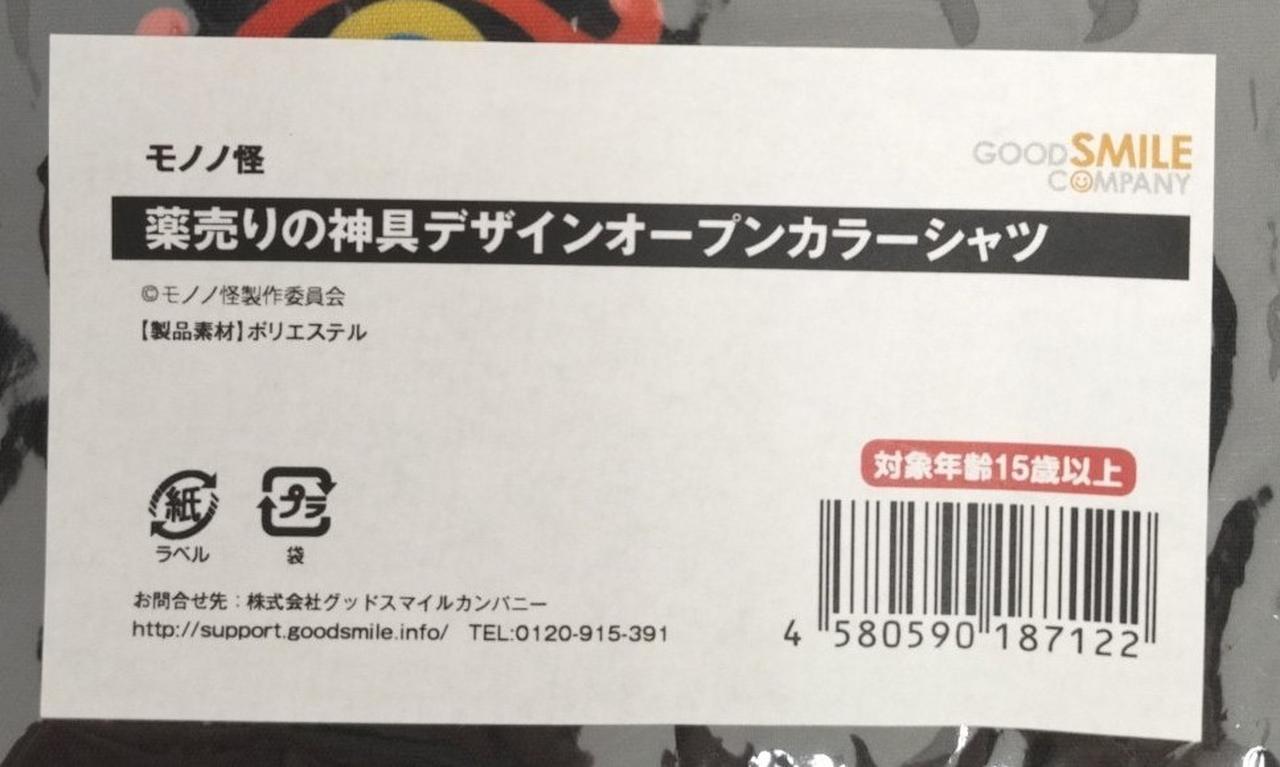 モノノ怪
GOOD SMILE
COMPANY
薬売りの神具デザインオープンカラーシャツ
©モノノ怪製作委員会
【製品素材】ポリエステル
対象年齢15歳以上
紙
プラ
ラベル
袋
お問合せ先：株式会社グッドスマイルカンパニー
http://support.goodsmile.info/ TEL:0120-915-391
4 580590 187122